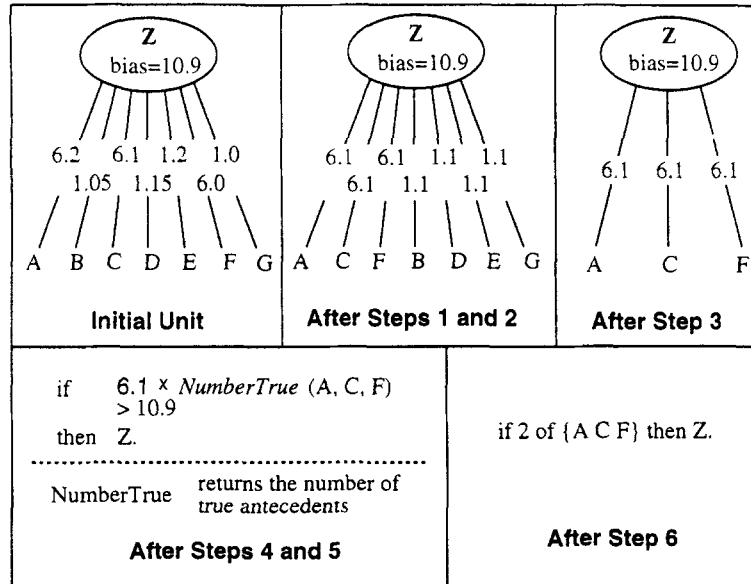 Z
bias=10.9
6.2 6.1 1.2 1.0
1.05 1.15 6.0
A B C D E F G
Initial Unit
Z
bias=10.9
6.1 6.1 1.1 1.1
6.1 1.1 1.1
A C F B D E G
After Steps 1 and 2
Z
bias=10.9
6.1 6.1 6.1
A C F
After Step 3
if 6.1 × NumberTrue (A, C, F)
> 10.9
then Z.
NumberTrue returns the number of
true antecedents
After Steps 4 and 5
if 2 of {A C F} then Z.
After Step 6